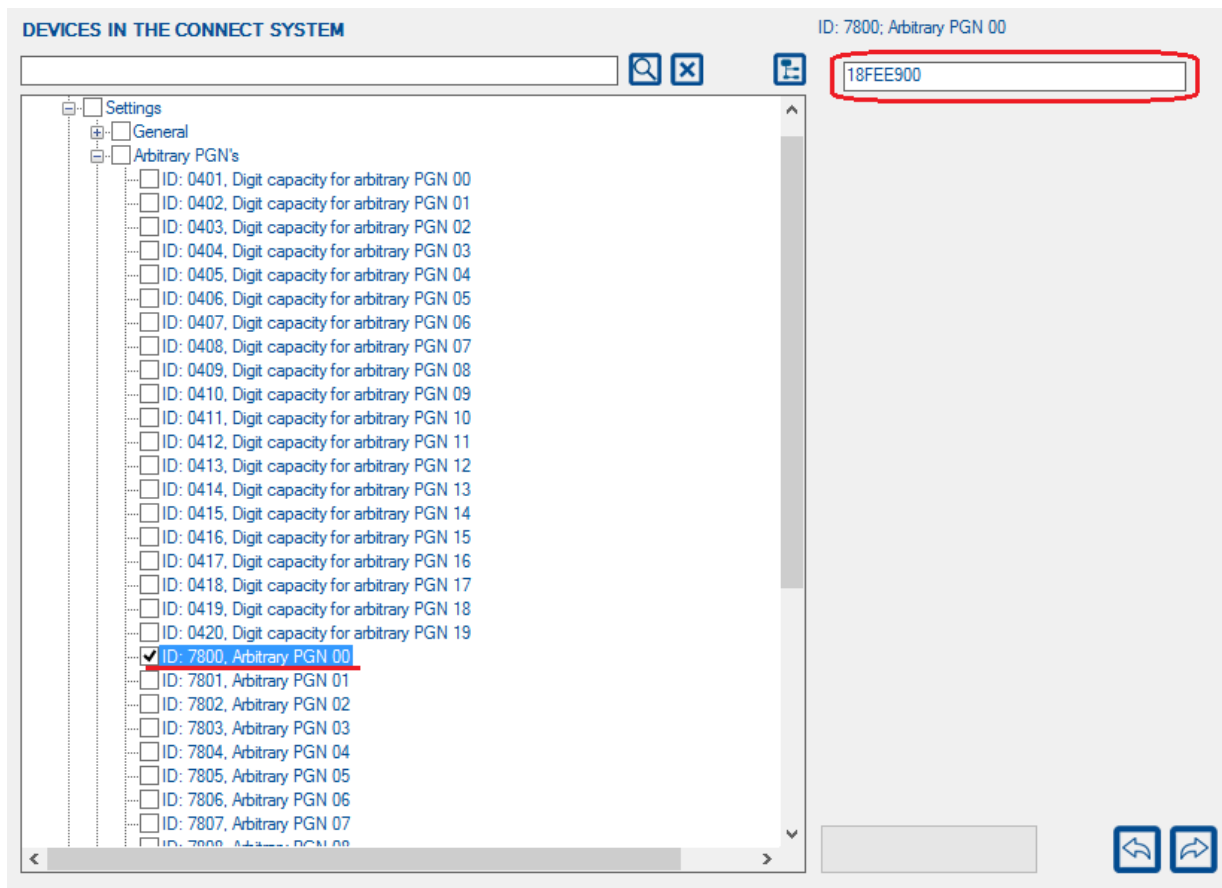 DEVICES IN THE CONNECT SYSTEM
ID: 7800; Arbitrary PGN 00
18FEE900
Settings
General
Arbitrary PGN's
ID: 0401, Digit capacity for arbitrary PGN 00
ID: 0402, Digit capacity for arbitrary PGN 01
ID: 0403, Digit capacity for arbitrary PGN 02
ID: 0404, Digit capacity for arbitrary PGN 03
ID: 0405, Digit capacity for arbitrary PGN 04
ID: 0406, Digit capacity for arbitrary PGN 05
ID: 0407, Digit capacity for arbitrary PGN 06
ID: 0408, Digit capacity for arbitrary PGN 07
ID: 0409, Digit capacity for arbitrary PGN 08
ID: 0410, Digit capacity for arbitrary PGN 09
ID: 0411, Digit capacity for arbitrary PGN 10
ID: 0412, Digit capacity for arbitrary PGN 11
ID: 0413, Digit capacity for arbitrary PGN 12
ID: 0414, Digit capacity for arbitrary PGN 13
ID: 0415, Digit capacity for arbitrary PGN 14
ID: 0416, Digit capacity for arbitrary PGN 15
ID: 0417, Digit capacity for arbitrary PGN 16
ID: 0418, Digit capacity for arbitrary PGN 17
ID: 0419, Digit capacity for arbitrary PGN 18
ID: 0420, Digit capacity for arbitrary PGN 19
ID: 7800, Arbitrary PGN 00
ID: 7801, Arbitrary PGN 01
ID: 7802, Arbitrary PGN 02
ID: 7803, Arbitrary PGN 03
ID: 7804, Arbitrary PGN 04
ID: 7805, Arbitrary PGN 05
ID: 7806, Arbitrary PGN 06
ID: 7807, Arbitrary PGN 07
ID: 7808, Arbitrary PGN 08